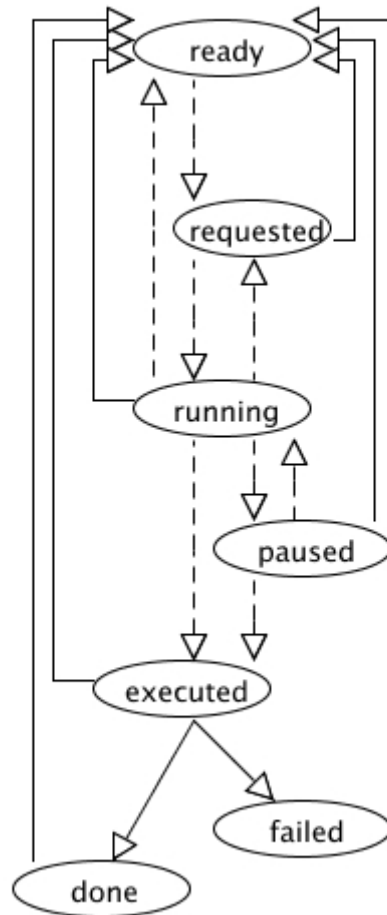 ready
requested
running
paused
executed
failed
done